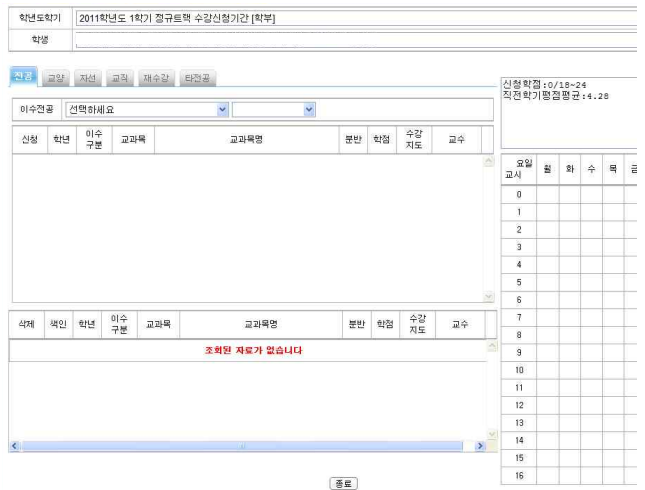 학년도학기 2011학년도 1학기 정규트랙 수강신청기간 [학부]
학생
전공 교양 자선 교직 재수강 타전공
신청학점:0/18~24
직전학기평점평균:4.28
이수전공 선택하세요
신청 학년 이수구분 교과목 교과목명 분반 학점 수강지도 교수
요일 교시 월 화 수 목 금
0
1
2
3
4
5
6
7
8
9
10
11
12
13
14
15
16
삭제 색인 학년 이수구분 교과목 교과목명 분반 학점 수강지도 교수
조회된 자료가 없습니다
종료